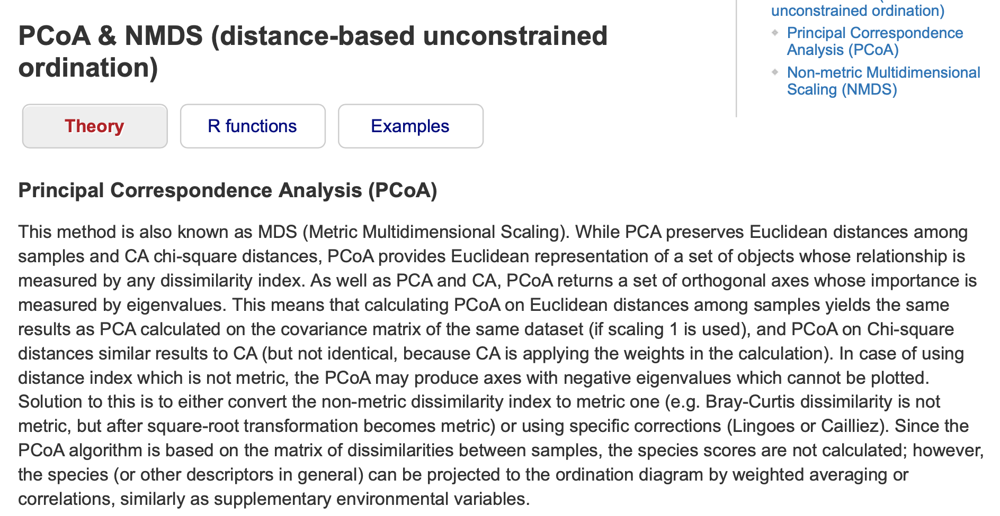 PCoA & NMDS (distance-based unconstrained
ordination)
Theory
R functions
Examples
unconstrained ordination)
Principal Correspondence
Analysis (PCoA)
Non-metric Multidimensional
Scaling (NMDS)
Principal Correspondence Analysis (PCoA)
This method is also known as MDS (Metric Multidimensional Scaling). While PCA preserves Euclidean distances among
samples and CA chi-square distances, PCoA provides Euclidean representation of a set of objects whose relationship is
measured by any dissimilarity index. As well as PCA and CA, PCoA returns a set of orthogonal axes whose importance is
measured by eigenvalues. This means that calculating PCoA on Euclidean distances among samples yields the same
results as PCA calculated on the covariance matrix of the same dataset (if scaling 1 is used), and PCoA on Chi-square
distances similar results to CA (but not identical, because CA is applying the weights in the calculation). In case of using
distance index which is not metric, the PCoA may produce axes with negative eigenvalues which cannot be plotted.
Solution to this is to either convert the non-metric dissimilarity index to metric one (e.g. Bray-Curtis dissimilarity is not
metric, but after square-root transformation becomes metric) or using specific corrections (Lingoes or Cailliez). Since the
PCoA algorithm is based on the matrix of dissimilarities between samples, the species scores are not calculated; however,
the species (or other descriptors in general) can be projected to the ordination diagram by weighted averaging or
correlations, similarly as supplementary environmental variables.